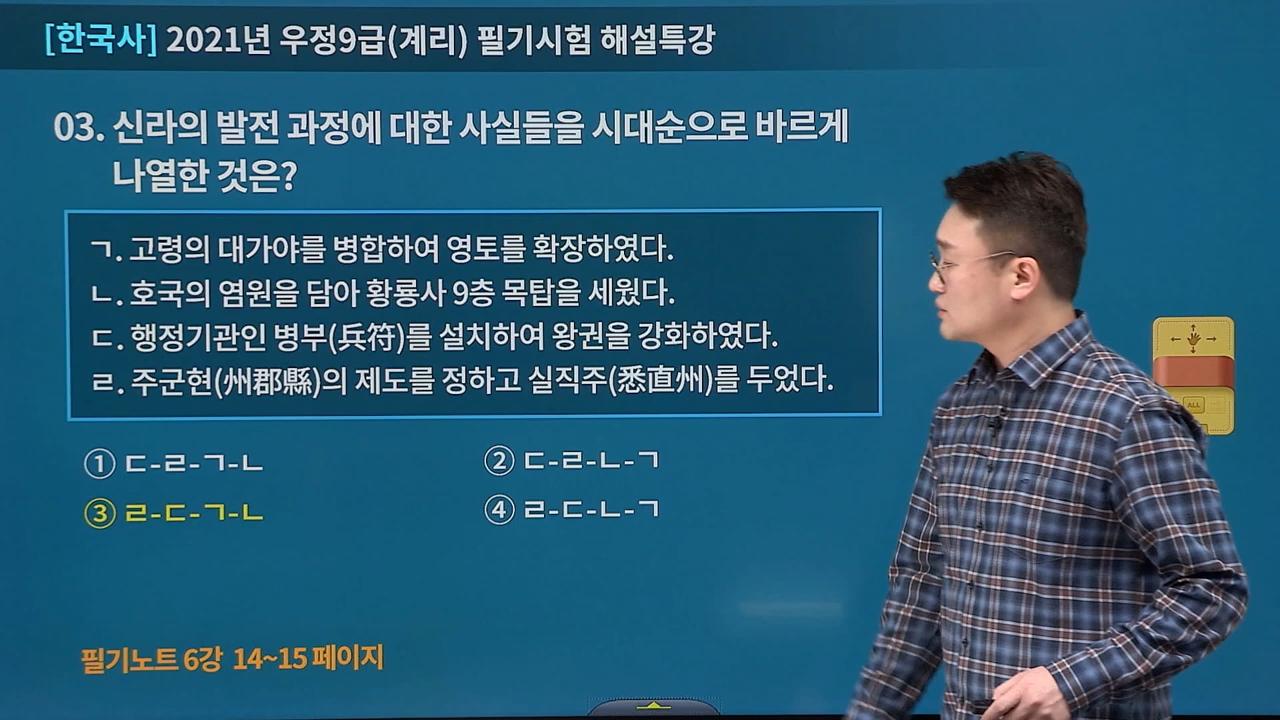 [한국사] 2021년 우정9급(계리) 필기시험 해설특강
03. 신라의 발전 과정에 대한 사실들을 시대순으로 바르게
나열한 것은?
ㄱ. 고령의 대가야를 병합하여 영토를 확장하였다.
ㄴ. 호국의 염원을 담아 황룡사 9층 목탑을 세웠다.
ㄷ. 행정기관인 병부(兵符)를 설치하여 왕권을 강화하였다.
ㄹ. 주군현(州郡縣)의 제도를 정하고 실직주(悉直州)를 두었다.
① ㄷ-ㄹ-ㄱ-ㄴ
② ㄷ-ㄹ-ㄴ-ㄱ
③ ㄹ-ㄷ-ㄱ-ㄴ
④ ㄹ-ㄷ-ㄴ-ㄱ
필기노트 6강 14~15 페이지
ALL